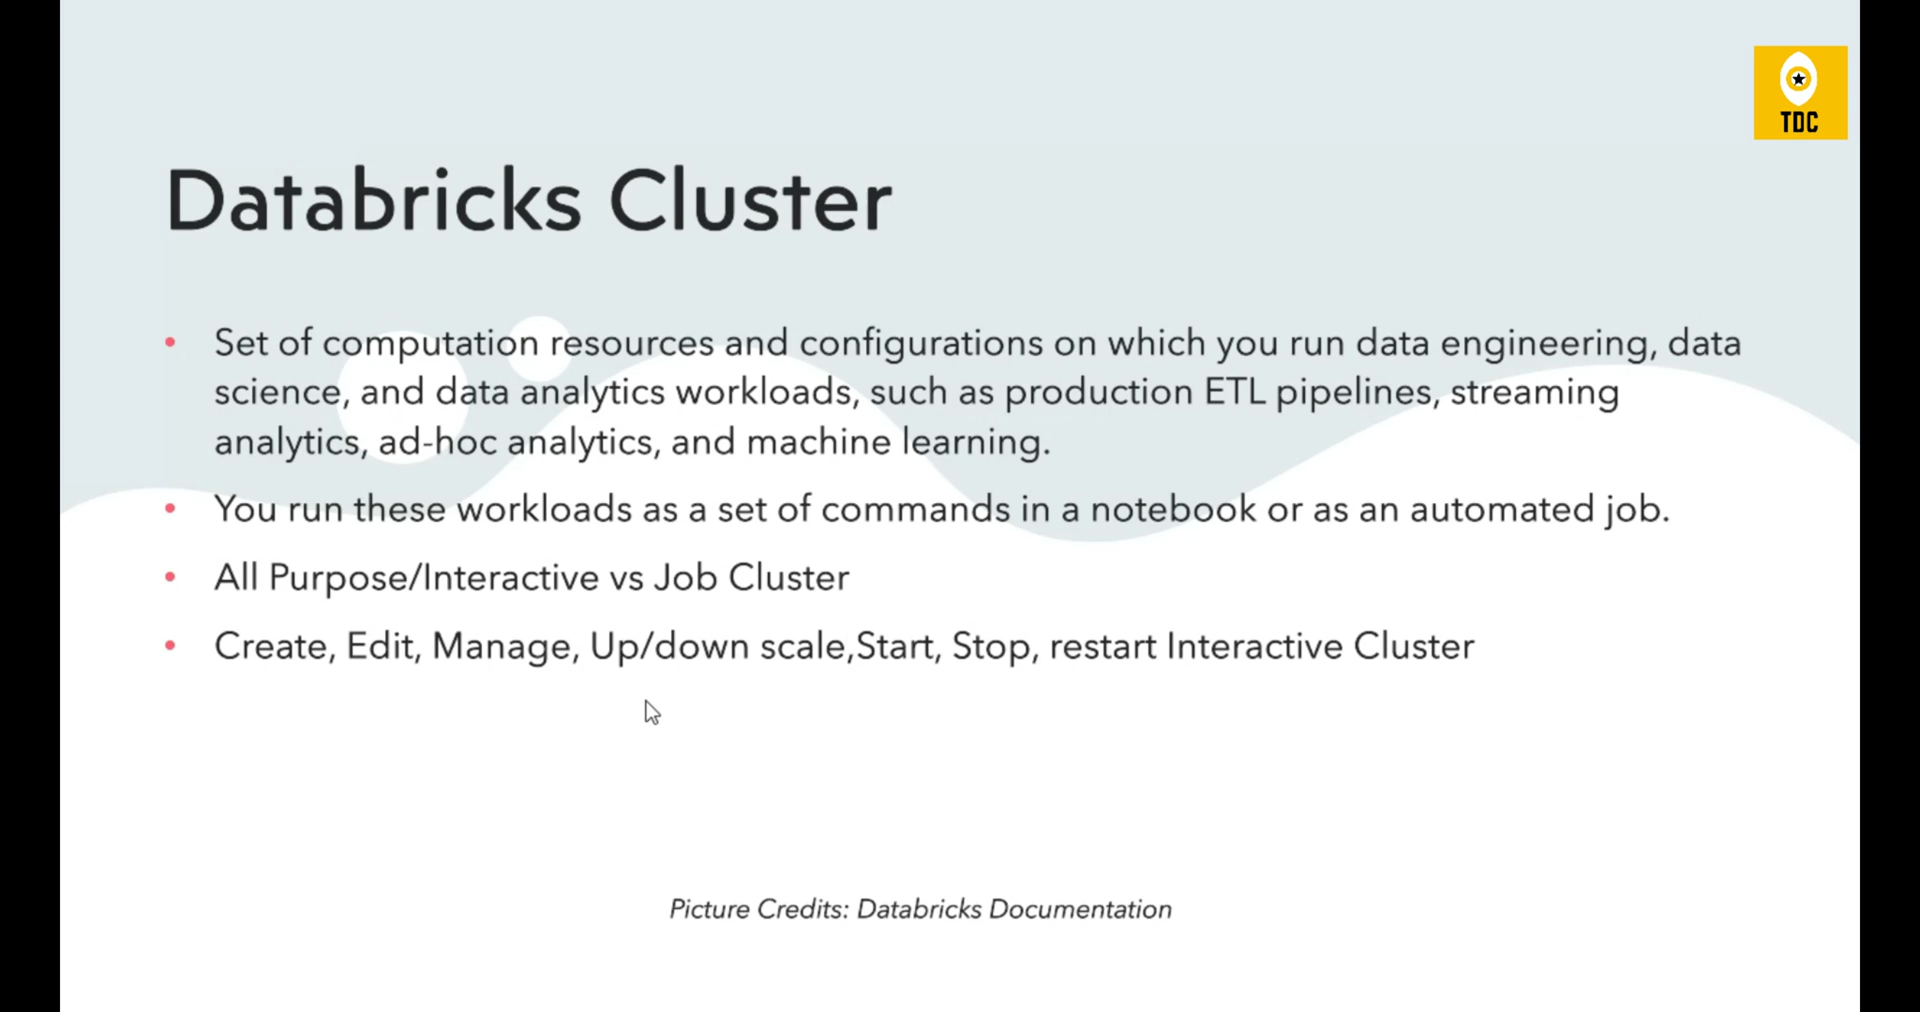 TDC
Databricks Cluster
• Set of computation resources and configurations on which you run data engineering, data
science, and data analytics workloads, such as production ETL pipelines, streaming
analytics, ad-hoc analytics, and machine learning.
• You run these workloads as a set of commands in a notebook or as an automated job.
• All Purpose/Interactive vs Job Cluster
• Create, Edit, Manage, Up/down scale,Start, Stop, restart Interactive Cluster
Picture Credits: Databricks Documentation